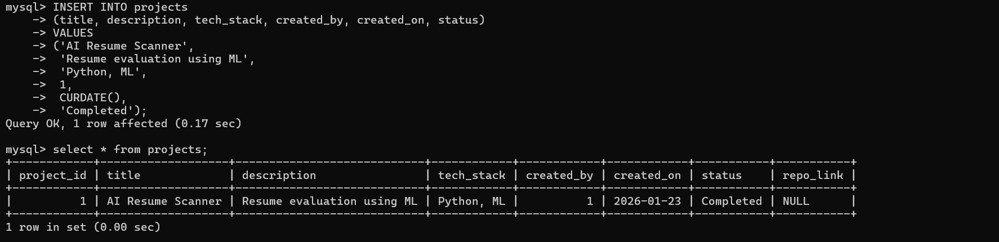 mysql> INSERT INTO projects
    -> (title, description, tech_stack, created_by, created_on, status)
    -> VALUES
    -> ('AI Resume Scanner',
    ->  'Resume evaluation using ML',
    ->  'Python, ML',
    ->  1,
    ->  CURDATE(),
    ->  'Completed');
Query OK, 1 row affected (0.17 sec)

mysql> select * from projects;
+------------+-------------------+----------------------------+------------+------------+------------+-----------+-----------+
| project_id | title             | description                | tech_stack | created_by | created_on | status    | repo_link |
+------------+-------------------+----------------------------+------------+------------+------------+-----------+-----------+
|          1 | AI Resume Scanner | Resume evaluation using ML | Python, ML |          1 | 2026-01-23 | Completed | NULL      |
+------------+-------------------+----------------------------+------------+------------+------------+-----------+-----------+
1 row in set (0.00 sec)